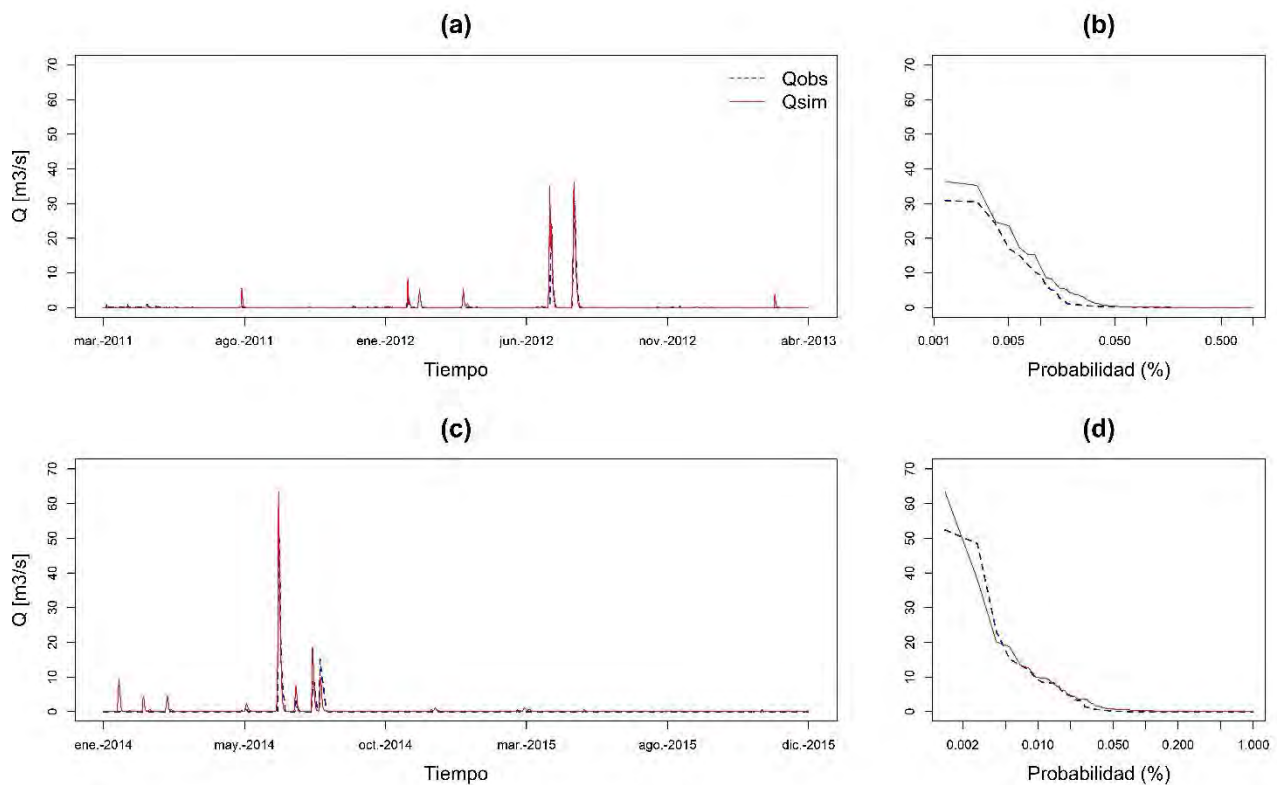 (a)
(b)
70
60
50
40
30
20
10
0
Q [m3/s]
Qobs
Qsim
mar.-2011
ago.-2011
ene.-2012
jun.-2012
nov.-2012
abr.-2013
Tiempo
70
60
50
40
30
20
10
0
0.001
0.005
0.050
0.500
Probabilidad (%)
(c)
(d)
70
60
50
40
30
20
10
0
Q [m3/s]
ene.-2014
may.-2014
oct.-2014
mar.-2015
ago.-2015
dic.-2015
Tiempo
70
60
50
40
30
20
10
0
0.002
0.010
0.050
0.200
1.000
Probabilidad (%)